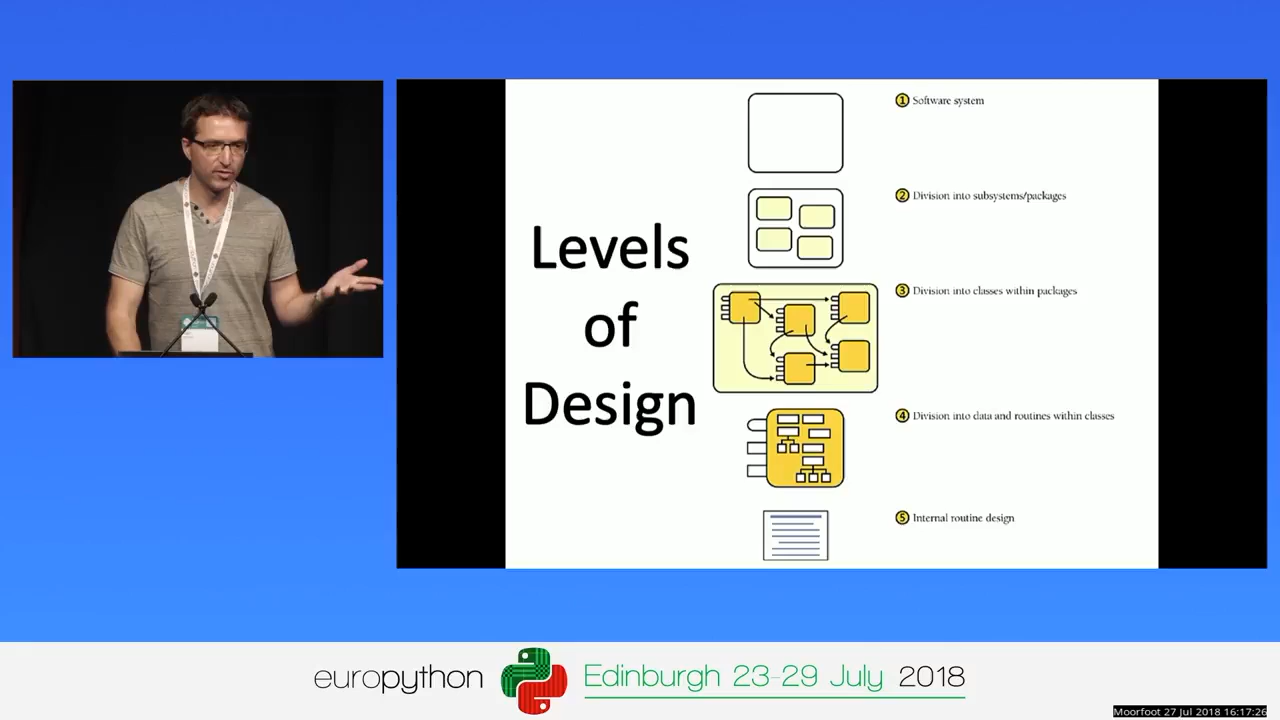 Levels
of
Design
1 Software system
2 Division into subsystems/packages
3 Division into classes within packages
4 Division into data and routines within classes
5 Internal routine design
europython Edinburgh 23-29 July 2018
Moorfoot 27 Jul 2018 16:17:26